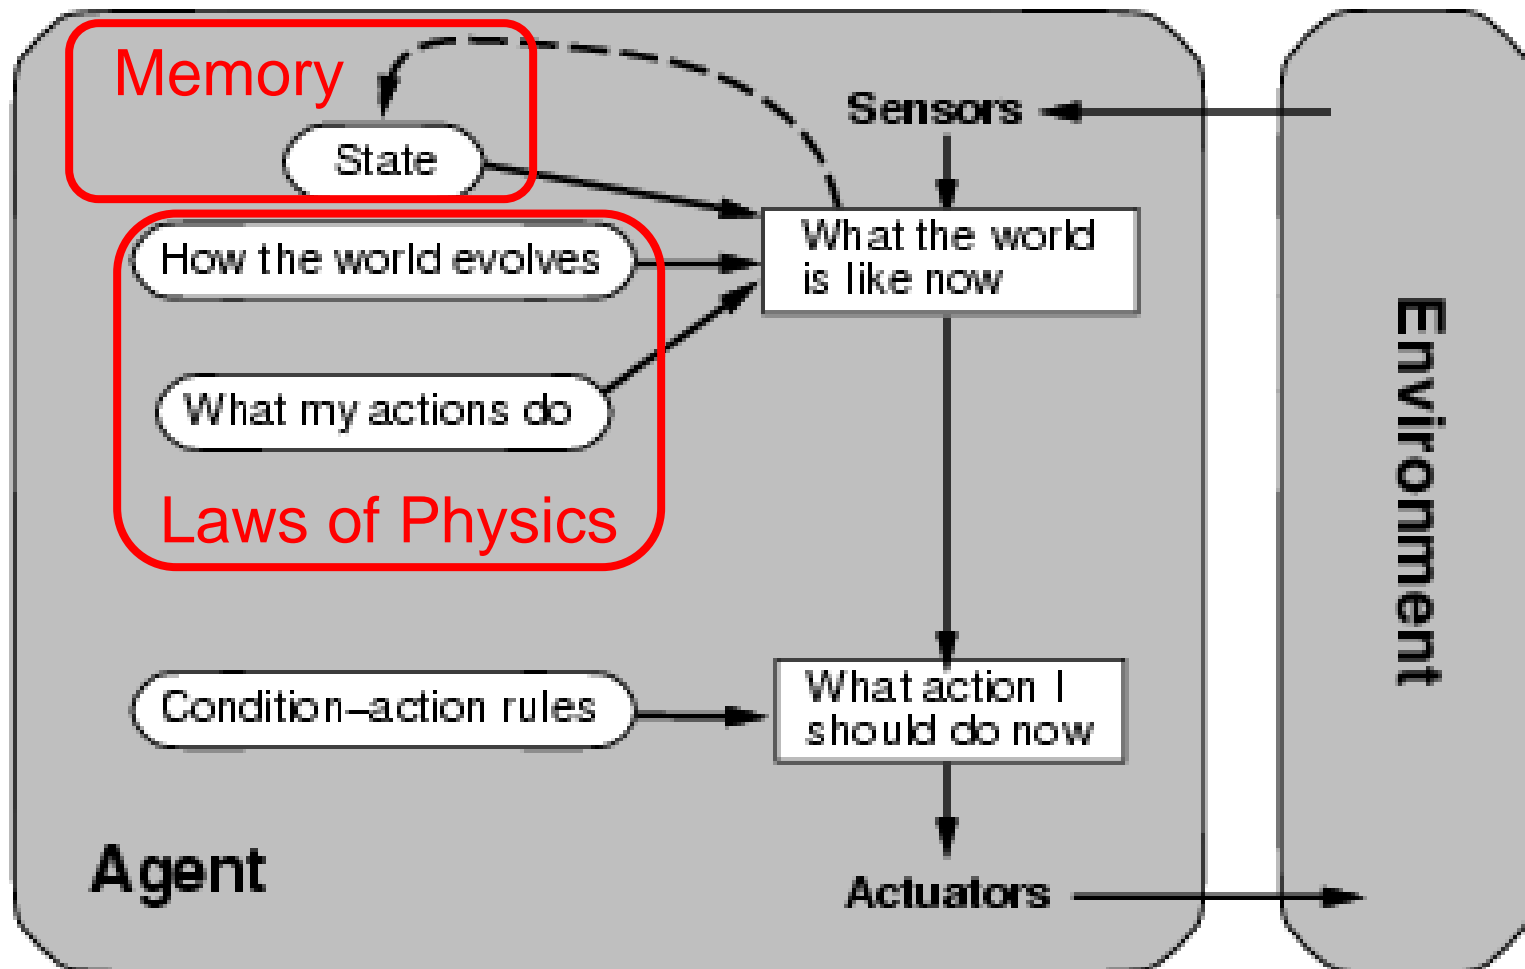 Memory
Sensors
State
What the world
is like now
How the world evolves
What my actions do
Laws of Physics
Environment
Condition–action rules
What action I
should do now
Agent
Actuators